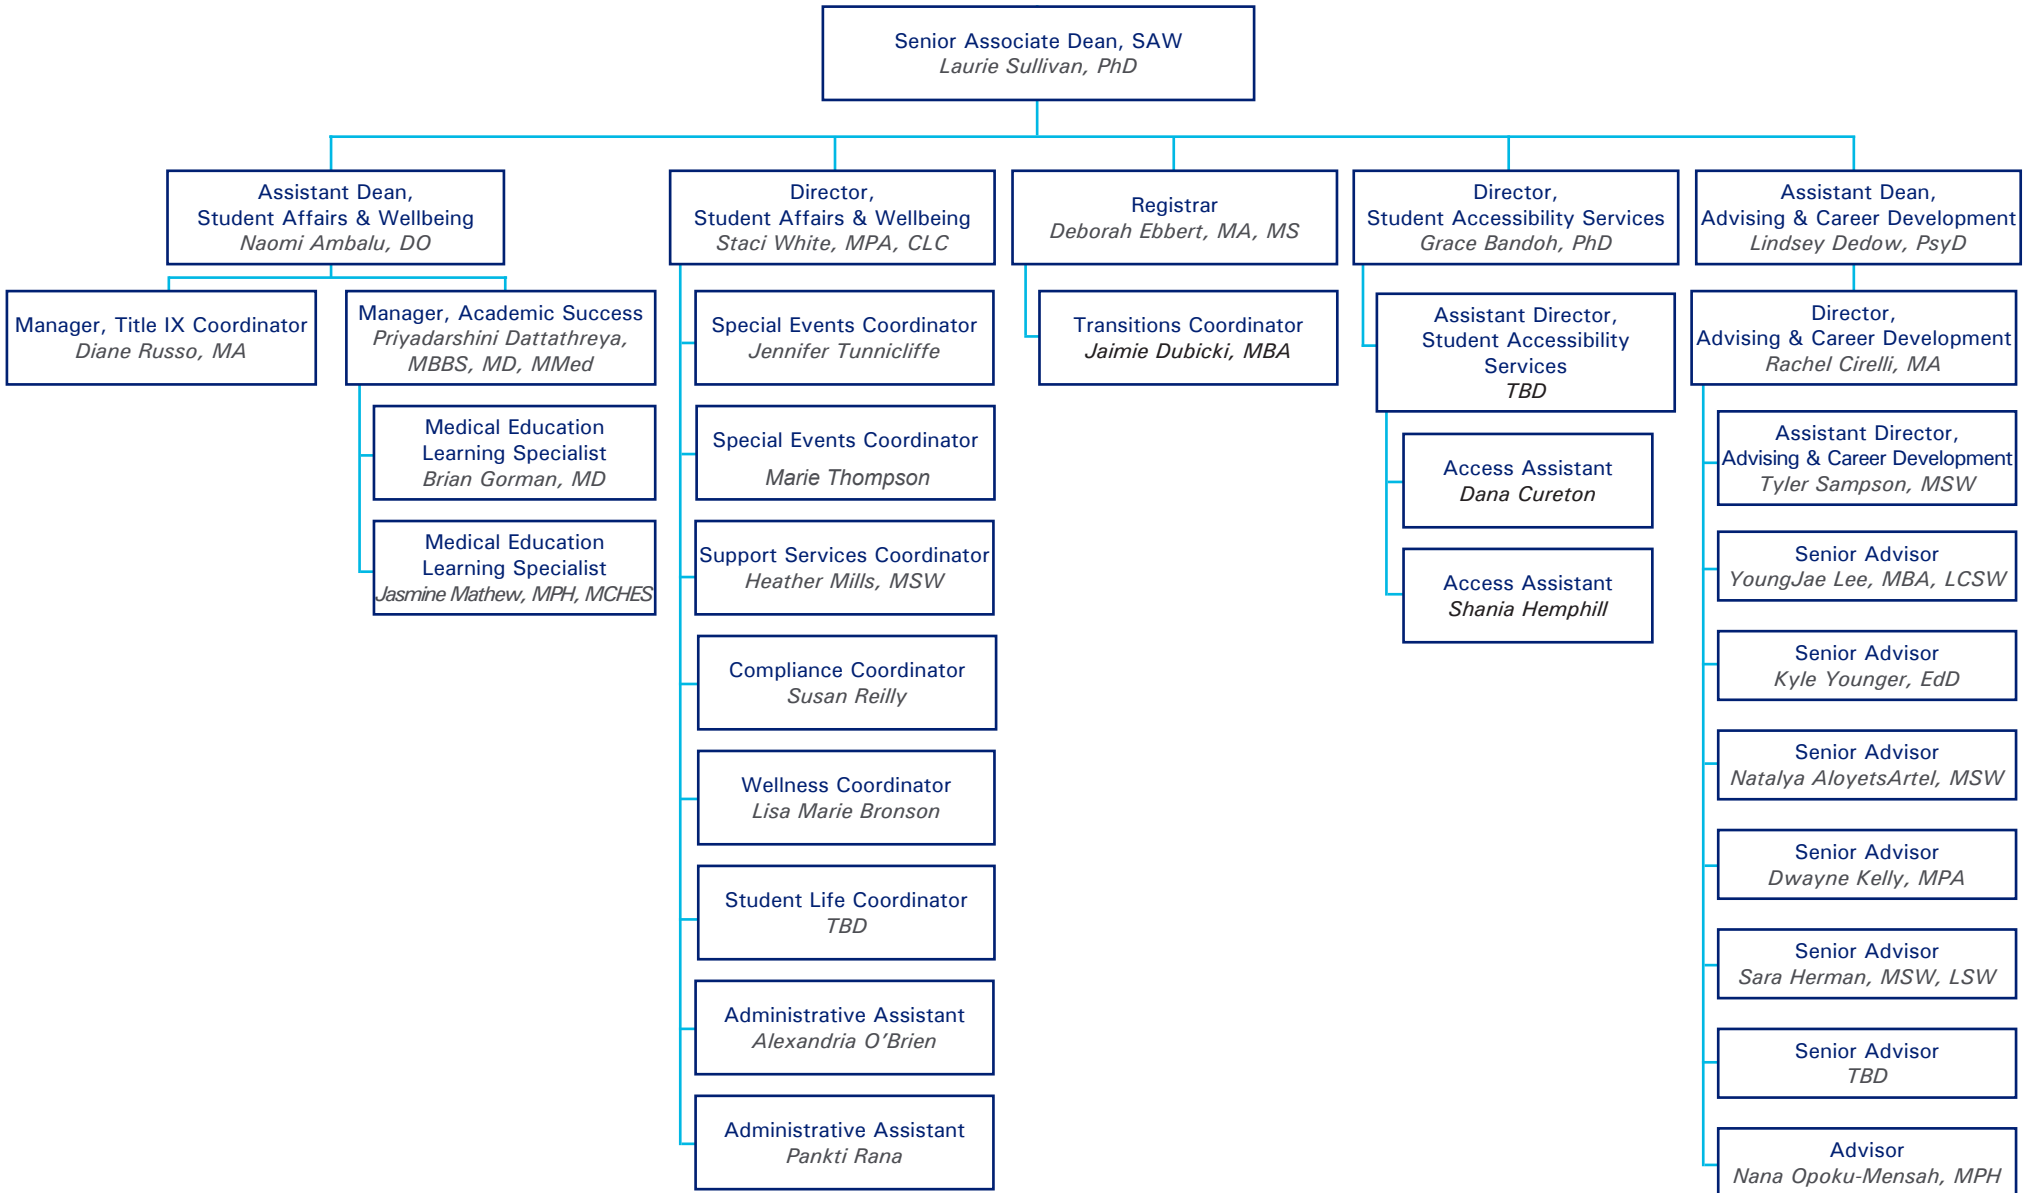 Senior Associate Dean, SAW
Laurie Sullivan, PhD
Assistant Dean,
Student Affairs & Wellbeing
Naomi Ambalu, DO
Manager, Title IX Coordinator
Diane Russo, MA
Manager, Academic Success
Priyadarshini Dattathreya,
MBBS, MD, MMed
Medical Education
Learning Specialist
Brian Gorman, MD
Medical Education
Learning Specialist
Jasmine Mathew, MPH, MCHES
Director,
Student Affairs & Wellbeing
Staci White, MPA, CLC
Special Events Coordinator
Jennifer Tunnicliffe
Special Events Coordinator
Marie Thompson
Support Services Coordinator
Heather Mills, MSW
Compliance Coordinator
Susan Reilly
Wellness Coordinator
Lisa Marie Bronson
Student Life Coordinator
TBD
Administrative Assistant
Alexandria O’Brien
Administrative Assistant
Pankti Rana
Registrar
Deborah Ebbert, MA, MS
Transitions Coordinator
Jaimie Dubicki, MBA
Director,
Student Accessibility Services
Grace Bandoh, PhD
Assistant Director,
Student Accessibility
Services
TBD
Access Assistant
Dana Cureton
Access Assistant
Shania Hemphill
Assistant Dean,
Advising & Career Development
Lindsey Dedow, PsyD
Director,
Advising & Career Development
Rachel Cirelli, MA
Assistant Director,
Advising & Career Development
Tyler Sampson, MSW
Senior Advisor
YoungJae Lee, MBA, LCSW
Senior Advisor
Kyle Younger, EdD
Senior Advisor
Natalya AloyetsArtel, MSW
Senior Advisor
Dwayne Kelly, MPA
Senior Advisor
Sara Herman, MSW, LSW
Senior Advisor
TBD
Advisor
Nana Opoku-Mensah, MPH